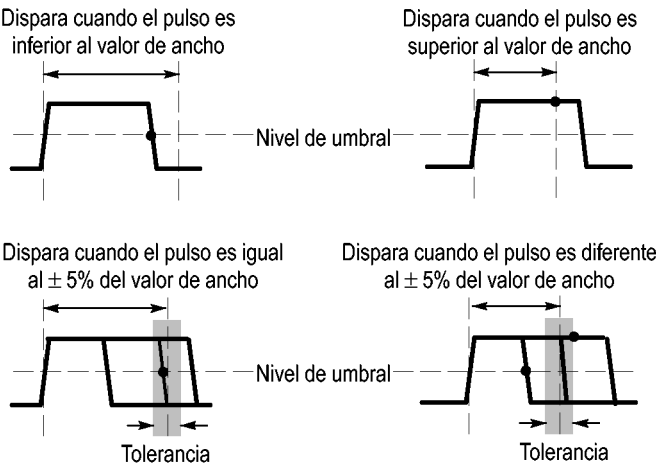 Dispara cuando el pulso es
inferior al valor de ancho
Dispara cuando el pulso es
superior al valor de ancho
Nivel de umbral
Dispara cuando el pulso es igual
al ± 5% del valor de ancho
Dispara cuando el pulso es diferente
al ± 5% del valor de ancho
Nivel de umbral
Tolerancia
Tolerancia